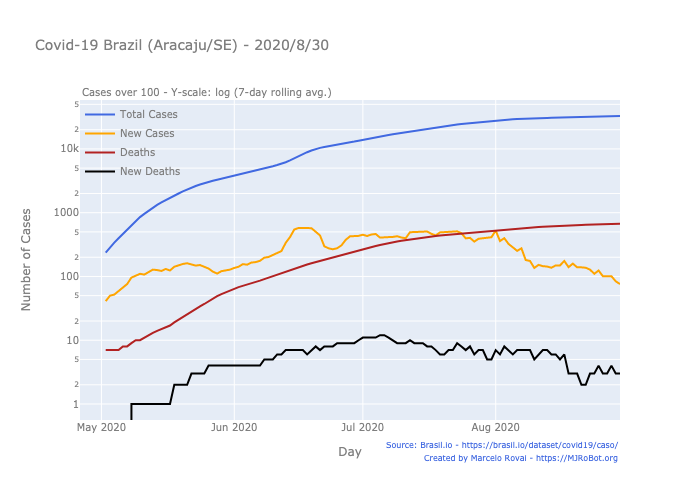 Covid-19 Brazil (Aracaju/SE) - 2020/8/30
Cases over 100 - Y-scale: log (7-day rolling avg.)
Total Cases
New Cases
Deaths
New Deaths
5
2
10k
5
2
1000
5
2
100
5
2
10
5
2
1
Number of Cases
May 2020
Jun 2020
Jul 2020
Aug 2020
Day
Source: Brasil.io - https://brasil.io/dataset/covid19/caso/
Created by Marcelo Rovai - https://MJRoBot.org